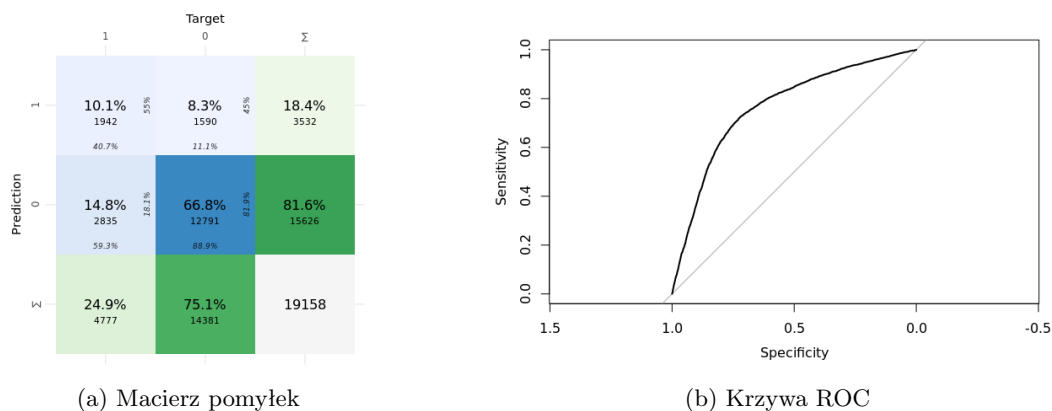 Target
1 0 Σ
Prediction
1
10.1% 55% 8.3% 45% 18.4%
1942 1590 3532
40.7% 11.1%
0
14.8% 18.1% 66.8% 81.9% 81.6%
2835 12791 15626
59.3% 88.9%
Σ
24.9% 75.1% 19158
4777 14381
(a) Macierz pomyłek
Sensitivity
1.0
0.8
0.6
0.4
0.2
0.0
1.5 1.0 0.5 0.0 -0.5
Specificity
(b) Krzywa ROC